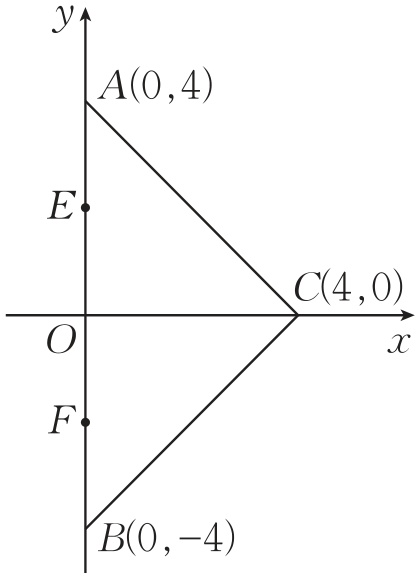 y
A(0,4)
E
C(4,0)
O
x
F
B(0,-4)